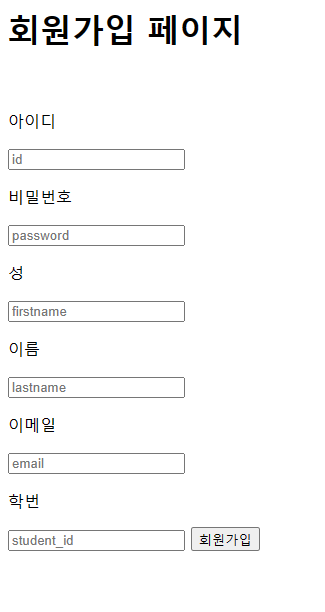 회원가입 페이지
아이디
id
비밀번호
password
성
firstname
이름
lastname
이메일
email
학번
student_id 회원가입